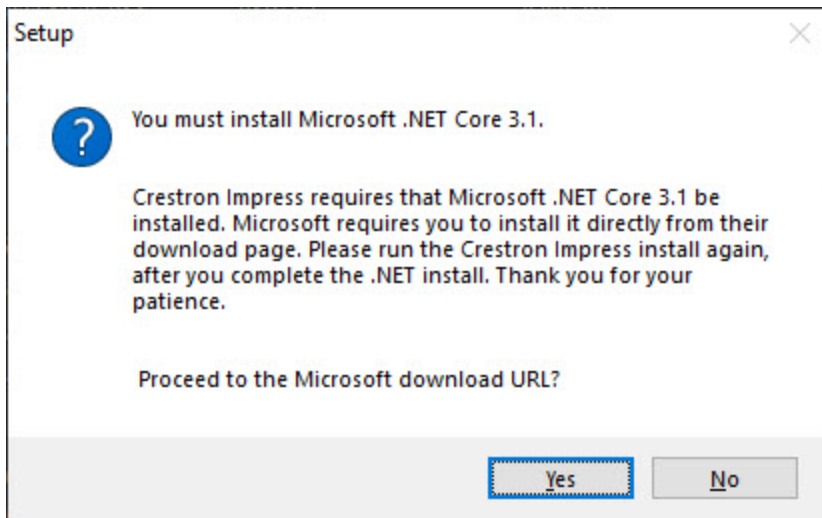 Setup
You must install Microsoft .NET Core 3.1.
Crestron Impress requires that Microsoft .NET Core 3.1 be
installed. Microsoft requires you to install it directly from their
download page. Please run the Crestron Impress install again,
after you complete the .NET install. Thank you for your
patience.
Proceed to the Microsoft download URL?
Yes
No